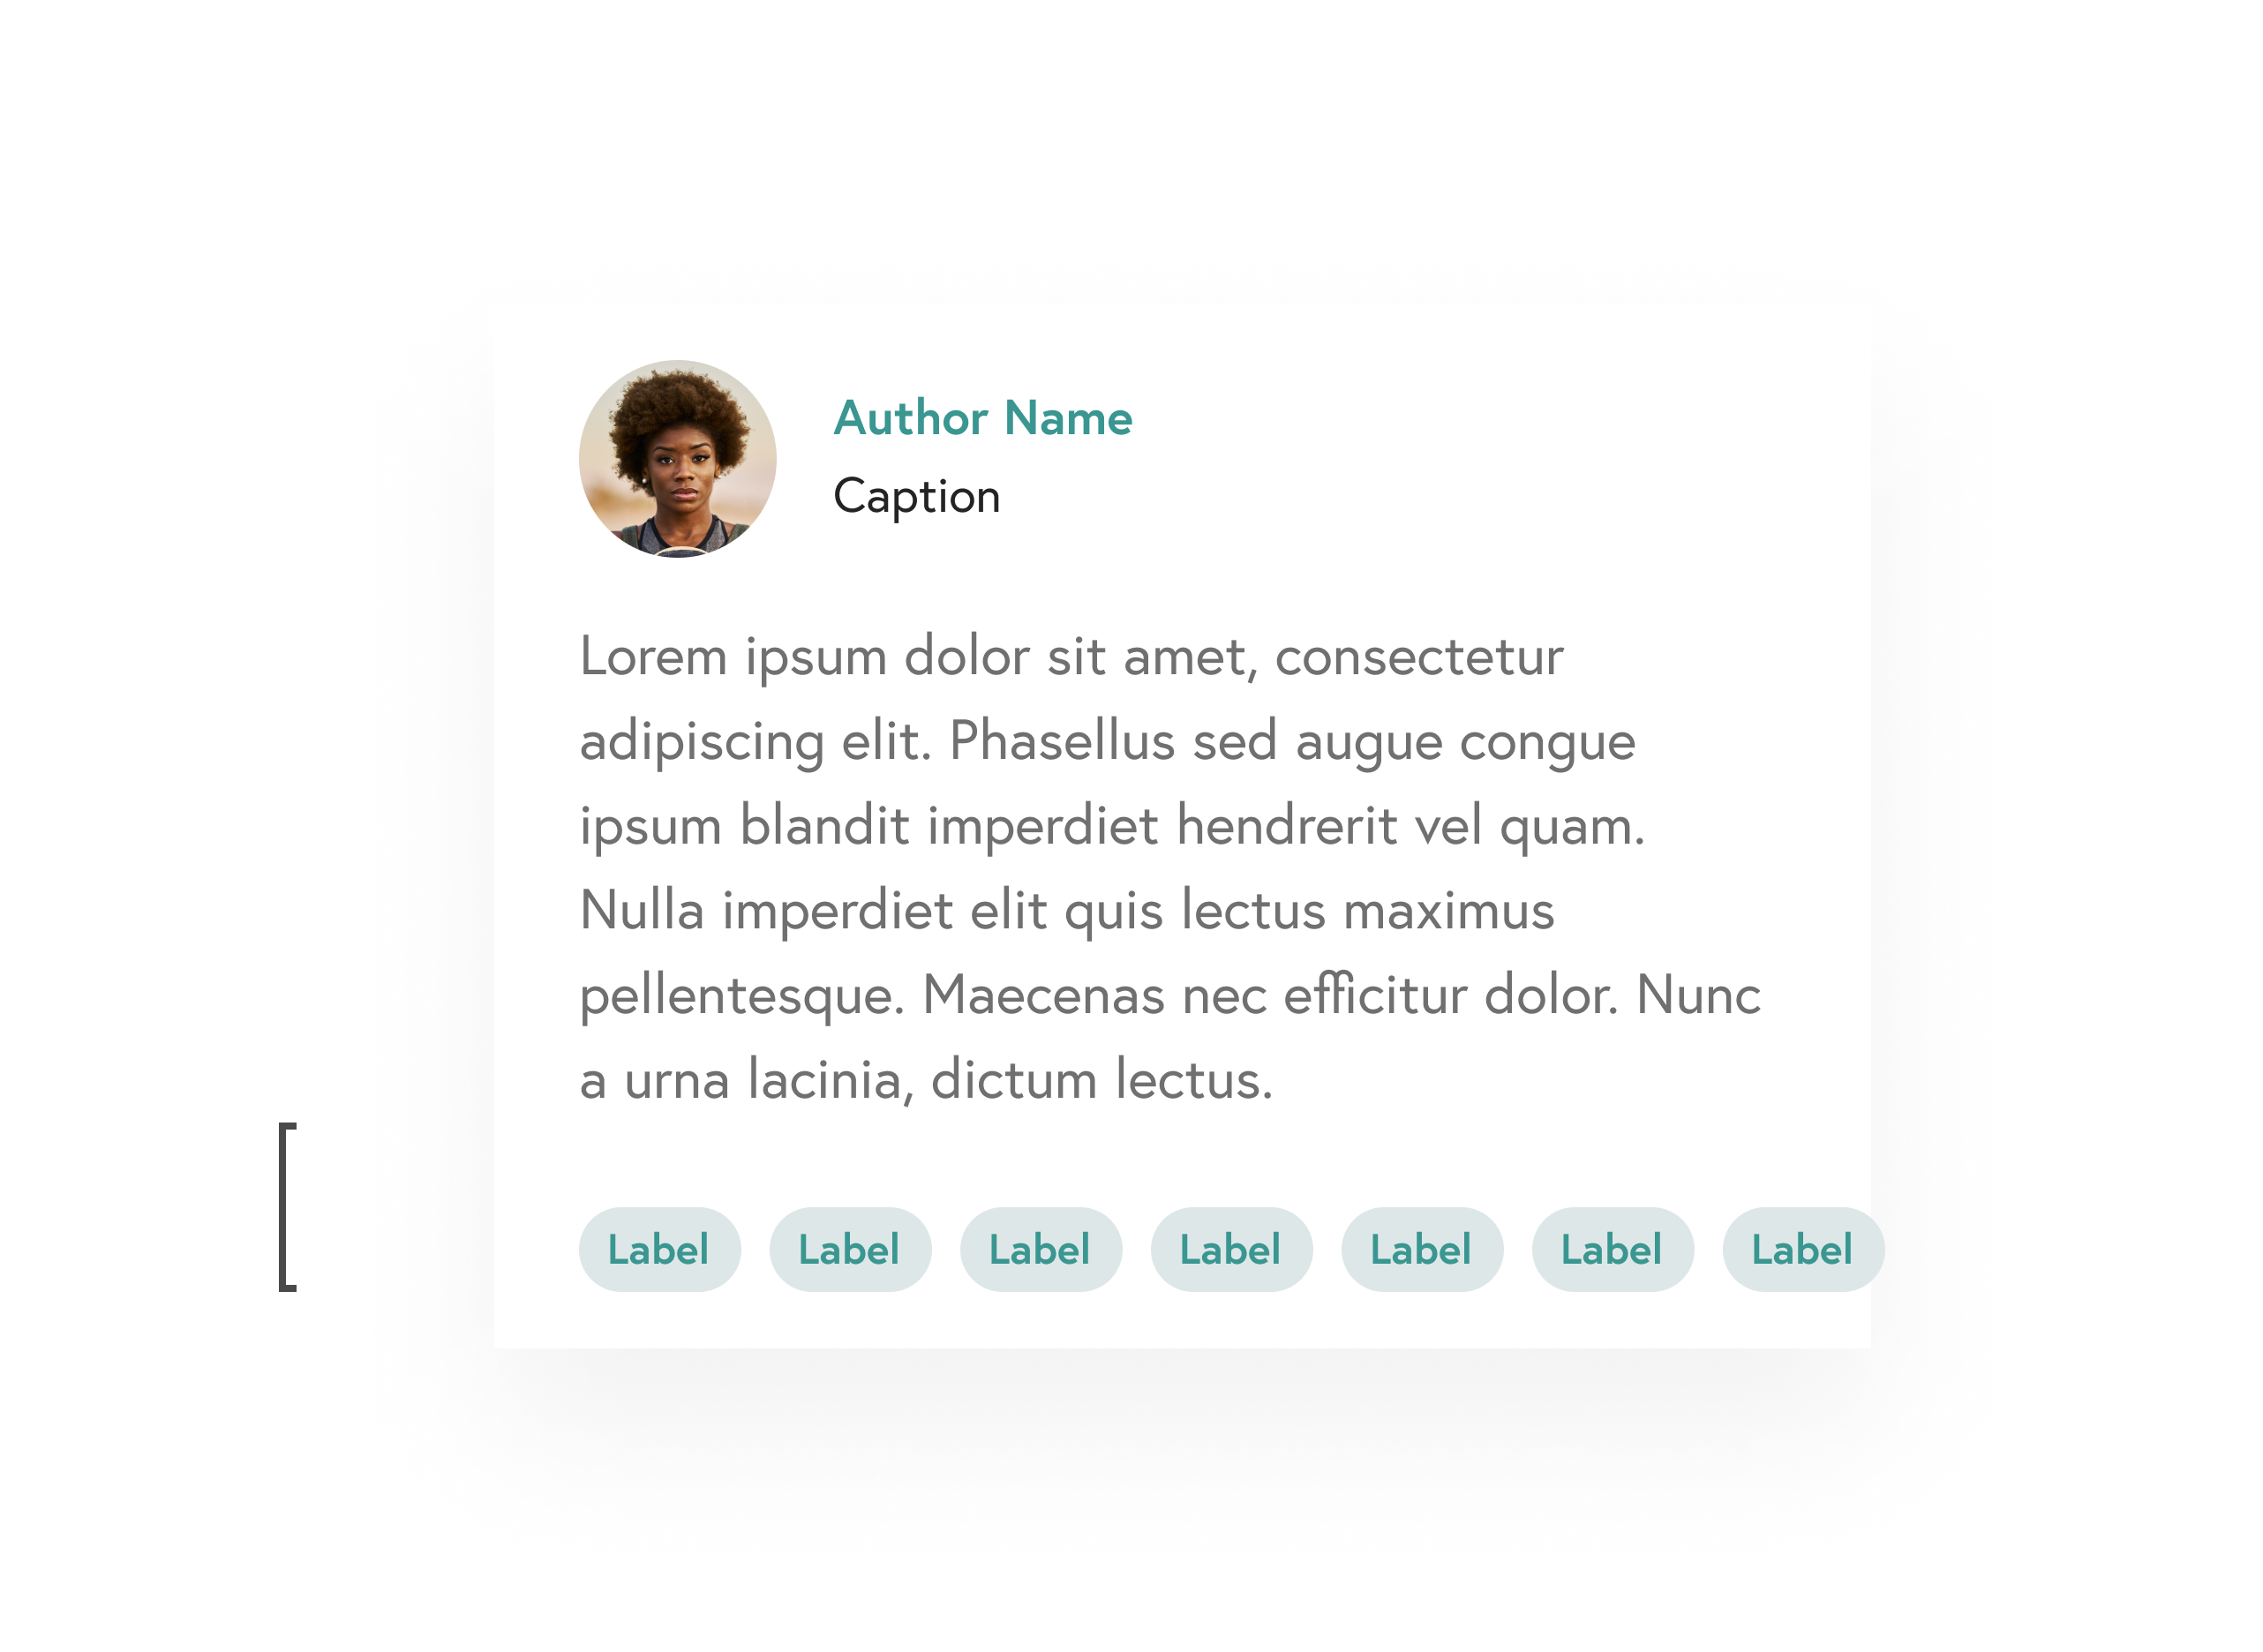 Author Name
Caption
Lorem ipsum dolor sit amet, consectetur
adipiscing elit. Phasellus sed augue congue
ipsum blandit imperdiet hendrerit vel quam.
Nulla imperdiet elit quis lectus maximus
pellentesque. Maecenas nec efficitur dolor. Nunc
a urna lacinia, dictum lectus.
Label Label Label Label Label Label Label